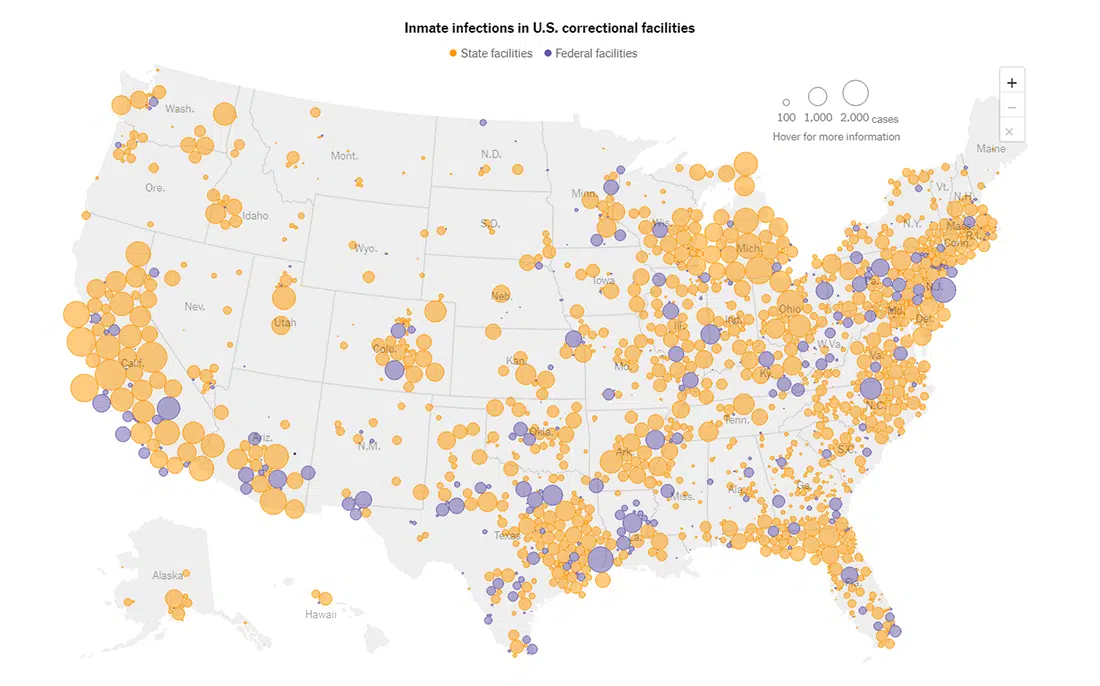 Inmate infections in U.S. correctional facilities
State facilities Federal facilities
+
−
×
100 1,000 2,000 cases
Hover for more information
Wash.
Mont.
N.D.
Minn.
Maine
Ore.
Idaho
S.D.
Wis.
Mich.
Vt.
N.H.
N.Y.
Mass.
R.I.
Conn.
Wyo.
Iowa
Neb.
Nev.
Utah
Pa.
N.J.
Ohio
Ind.
Ill.
Md.
Del.
W.Va.
Va.
Calif.
Colo.
Kan.
Mo.
Ky.
N.C.
Tenn.
Ariz.
N.M.
Okla.
Ark.
S.C.
Miss.
Ala.
Ga.
Texas
La.
Fla.
Alaska
Hawaii